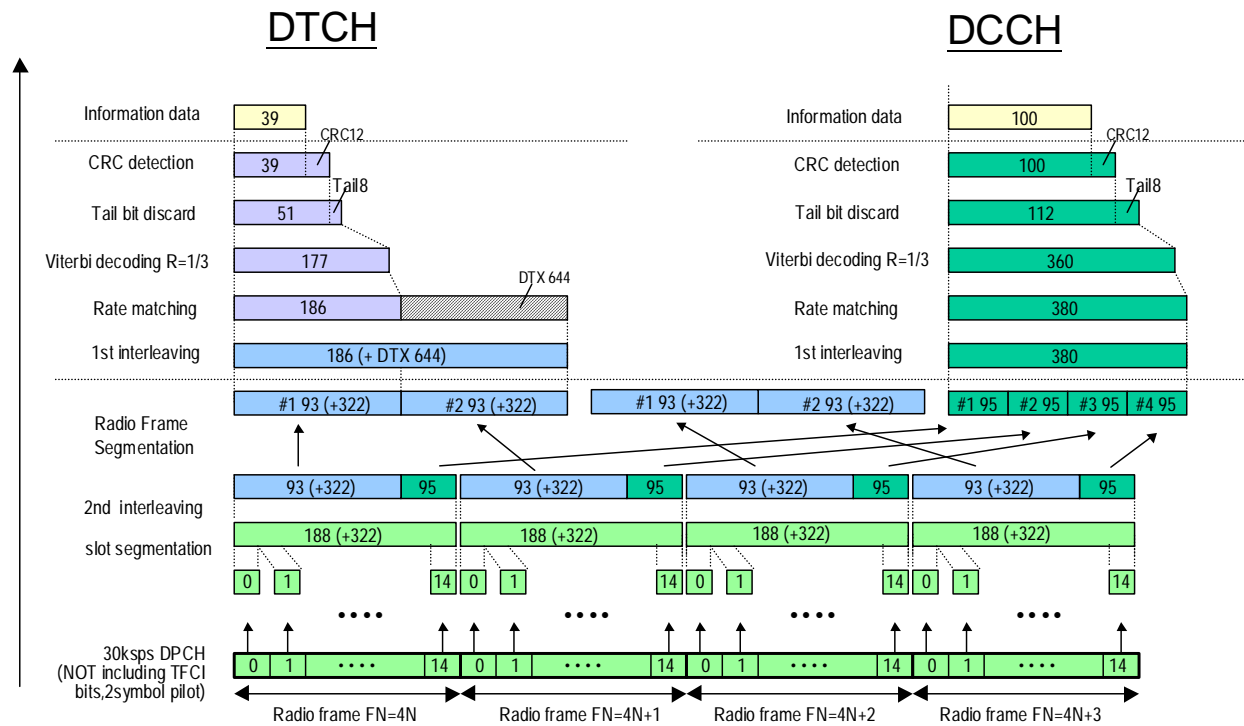 DTCH DCCH
Information data 39 Information data 100
CRC12 CRC12
CRC detection 39 CRC detection 100
Tail8 Tail8
Tail bit discard 51 Tail bit discard 112
Viterbi decoding R=1/3 177 Viterbi decoding R=1/3 360
DTX 644
Rate matching 186 Rate matching 380
1st interleaving 186 (+ DTX 644) 1st interleaving 380
#1 93 (+322) #2 93 (+322) #1 93 (+322) #2 93 (+322) #1 95 #2 95 #3 95 #4 95
Radio Frame
Segmentation
93 (+322) 95 93 (+322) 95 93 (+322) 95 93 (+322) 95
2nd interleaving
188 (+322) 188 (+322) 188 (+322) 188 (+322)
slot segmentation
0 1 14 0 1 14 0 1 14 0 1 14
•••• •••• •••• ••••
30ksps DPCH
(NOT including TFCI
bits,2symbol pilot)
0 1 •••• 14 0 1 •••• 14 0 1 •••• 14 0 1 •••• 14
Radio frame FN=4N Radio frame FN=4N+1 Radio frame FN=4N+2 Radio frame FN=4N+3